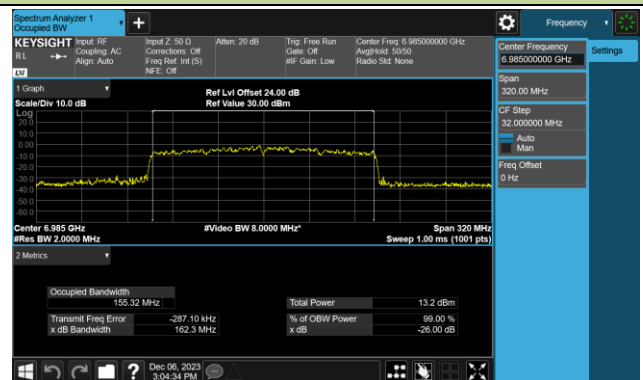 Spectrum Analyzer 1
Occupied BW
+
Frequency
KEYSIGHT
Input: RF
Coupling: AC
Align: Auto
Input Z: 50 Ω
Corrections: Off
Freq Ref: Int (S)
NFE: Off
Atten: 20 dB
Trig: Free Run
Gate: Off
#IF Gain: Low
Center Freq: 6.985000000 GHz
Avg|Hold: 50/50
Radio Std: None
RL
LXI
Center Frequency
6.985000000 GHz
Settings
Span
320.00 MHz
CF Step
32.000000 MHz
Auto
Man
Freq Offset
0 Hz
1 Graph
Scale/Div 10.0 dB
Ref Lvl Offset 24.00 dB
Ref Value 30.00 dBm
Log
20.0
10.0
0.00
-10.0
-20.0
-30.0
-40.0
-50.0
-60.0
Center 6.985 GHz
#Res BW 2.0000 MHz
#Video BW 8.0000 MHz*
Span 320 MHz
Sweep 1.00 ms (1001 pts)
2 Metrics
Occupied Bandwidth
155.32 MHz
Total Power 13.2 dBm
Transmit Freq Error -287.10 kHz
% of OBW Power 99.00 %
x dB Bandwidth 162.3 MHz
x dB -26.00 dB
?
Dec 06, 2023
3:04:34 PM